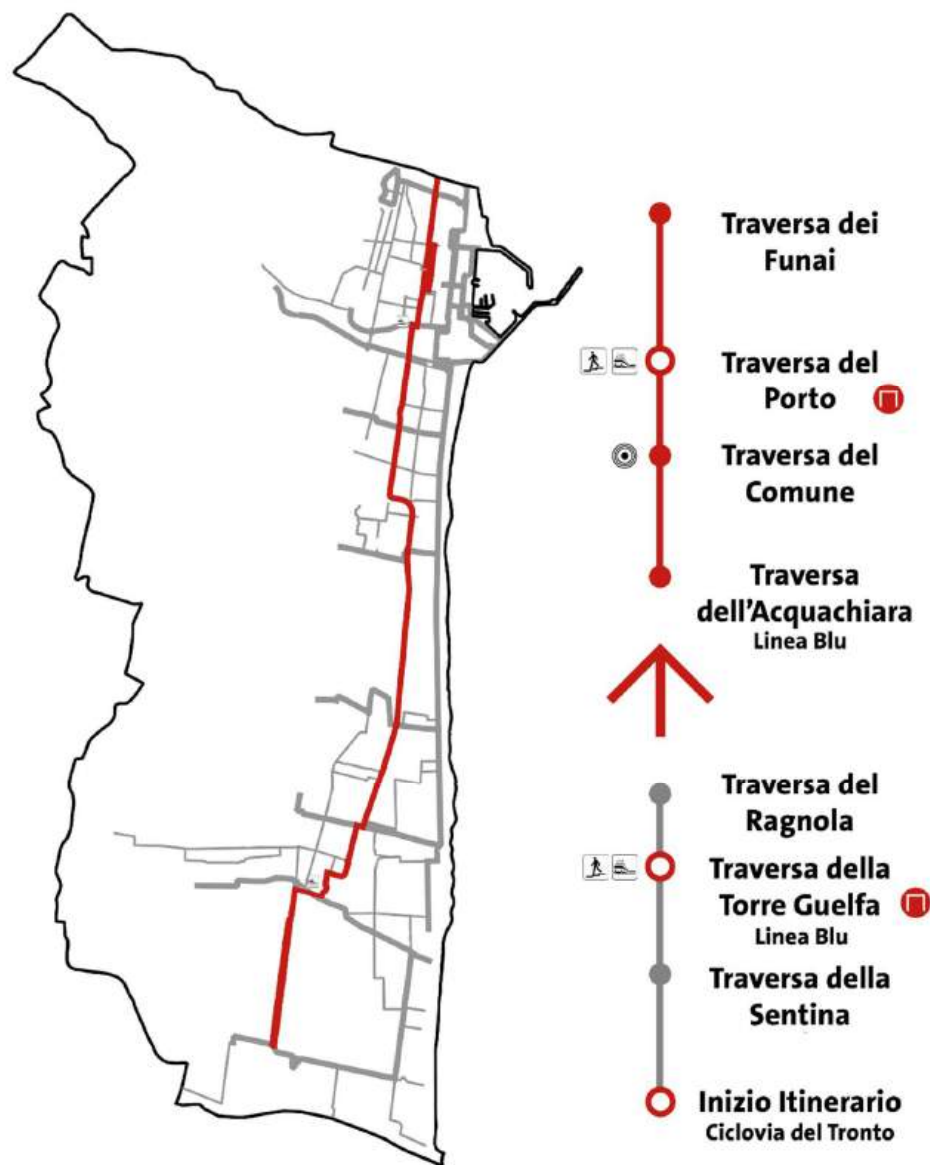 Traversa dei
Funai
Traversa del
Porto
Traversa del
Comune
Traversa
dell'Acquachiara
Linea Blu
Traversa del
Ragnola
Traversa della
Torre Guelfa
Linea Blu
Traversa della
Sentina
Inizio Itinerario
Ciclovia del Tronto